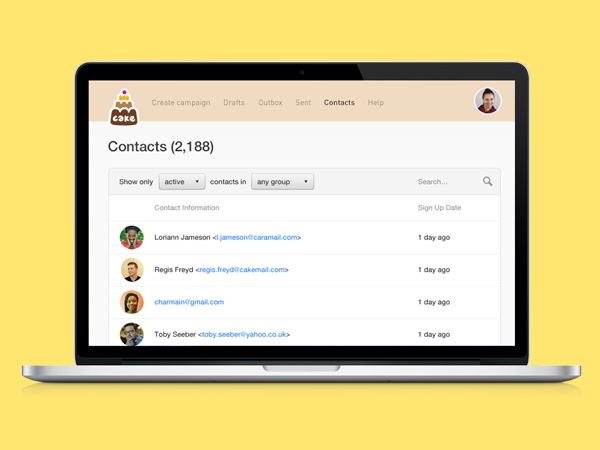 cake
Create campaign Drafts Outbox Sent Contacts Help
Contacts (2,188)
Show only active contacts in any group Search...
Contact Information Sign Up Date
Loriann Jameson <l.jameson@caramail.com> 1 day ago
Regis Freyd <regis.freyd@cakemail.com> 1 day ago
charmain@gmail.com 1 day ago
Toby Seeber <toby.seeber@yahoo.co.uk> 1 day ago